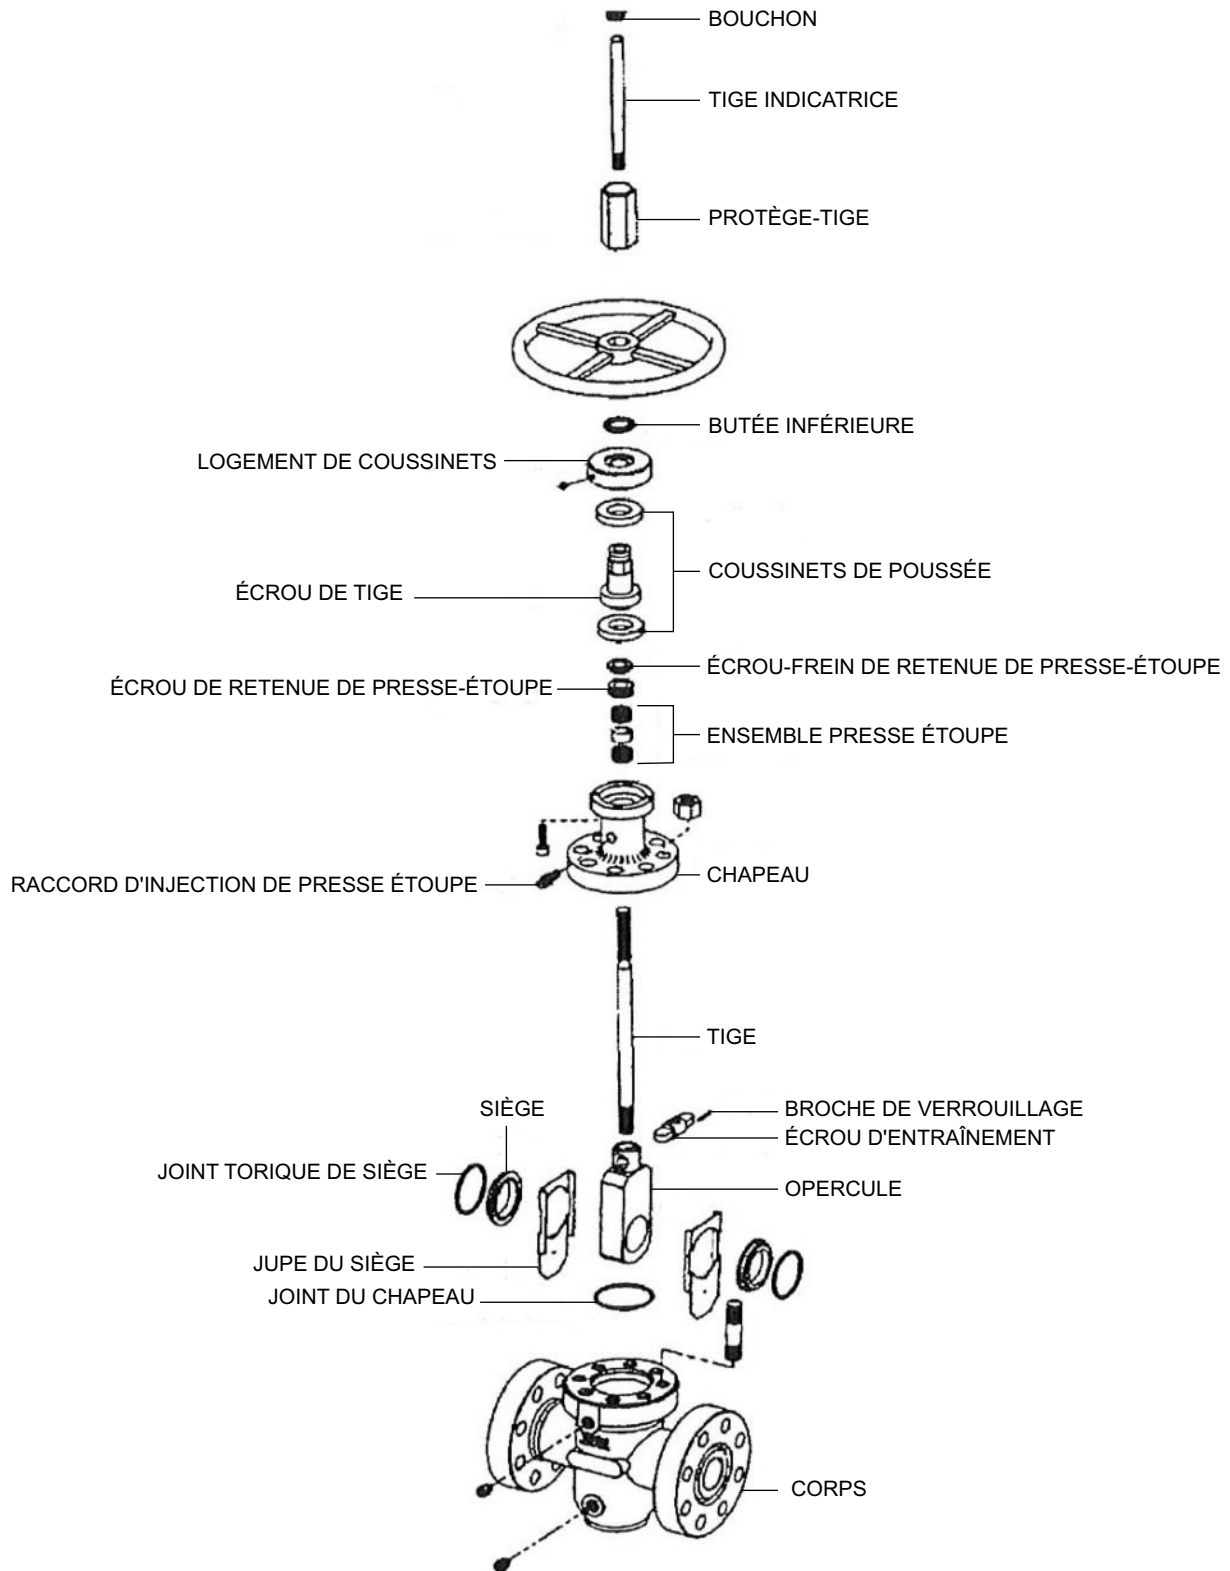 BOUCHON
TIGE INDICATRICE
PROTÈGE-TIGE
BUTÉE INFÉRIEURE
LOGEMENT DE COUSSINETS
COUSSINETS DE POUSSÉE
ÉCROU DE TIGE
ÉCROU-FREIN DE RETENUE DE PRESSE-ÉTOUPE
ÉCROU DE RETENUE DE PRESSE-ÉTOUPE
ENSEMBLE PRESSE ÉTOUPE
CHAPEAU
RACCORD D'INJECTION DE PRESSE ÉTOUPE
TIGE
SIÈGE
BROCHE DE VERROUILLAGE
ÉCROU D'ENTRAÎNEMENT
JOINT TORIQUE DE SIÈGE
OPERCULE
JUPE DU SIÈGE
JOINT DU CHAPEAU
CORPS